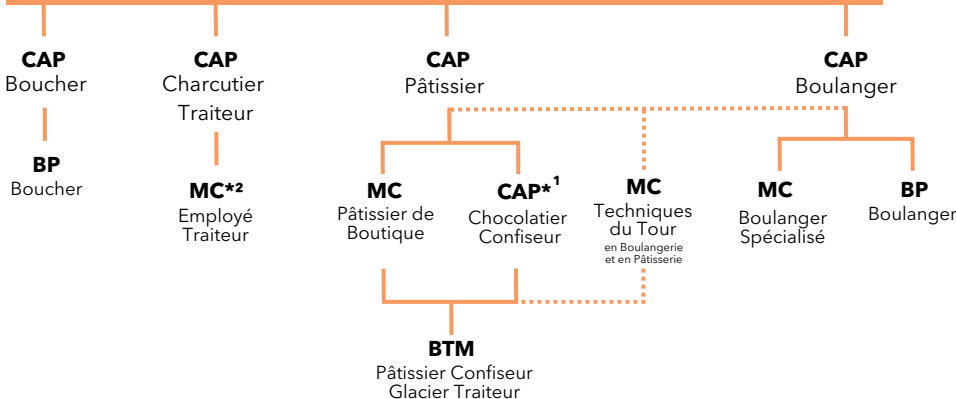 CAP
Boucher
CAP
Charcutier
Traiteur
CAP
Pâtissier
CAP
Boulanger
BP
Boucher
MC*²
Employé
Traiteur
MC
Pâtissier de
Boutique
CAP*¹
Chocolatier
Confiseur
MC
Techniques
du Tour
en Boulangerie
et en Pâtisserie
MC
Boulanger
Spécialisé
BP
Boulanger
BTM
Pâtissier Confiseur
Glacier Traiteur